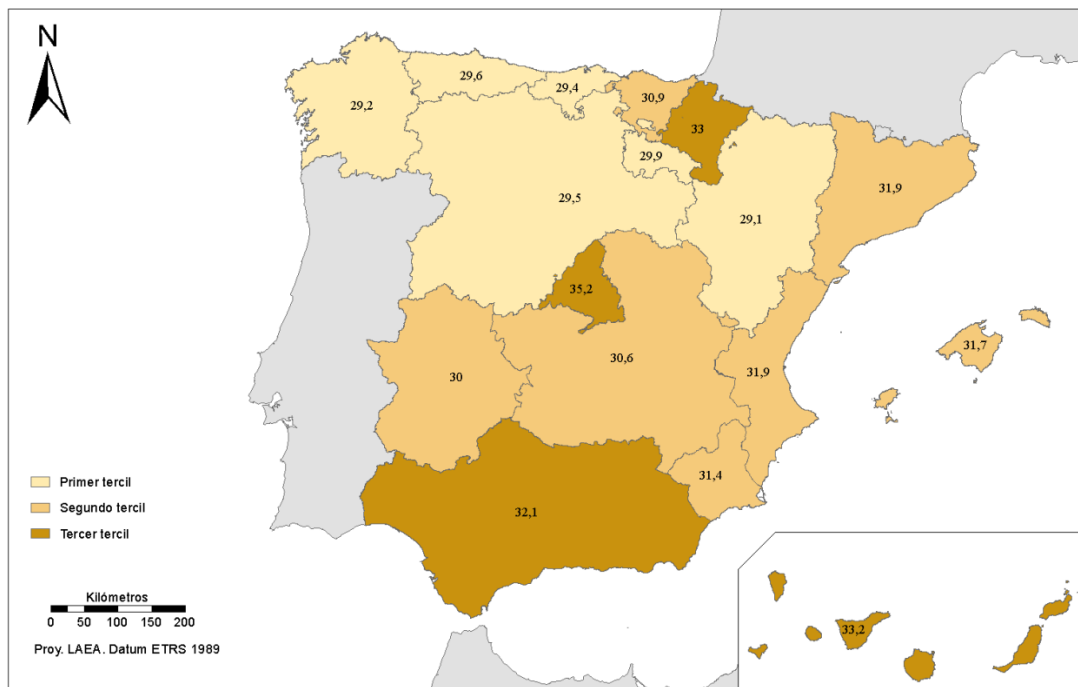 N
29,6
29,4
30,9
29,2
33
29,9
31,9
29,5
29,1
35,2
31,7
30,6
31,9
30
31,4
Primer tercil
Segundo tercil
Tercer tercil
32,1
Kilómetros
0 25 50 100 150 200
Proy. LAEA. Datum ETRS 1989
33,2